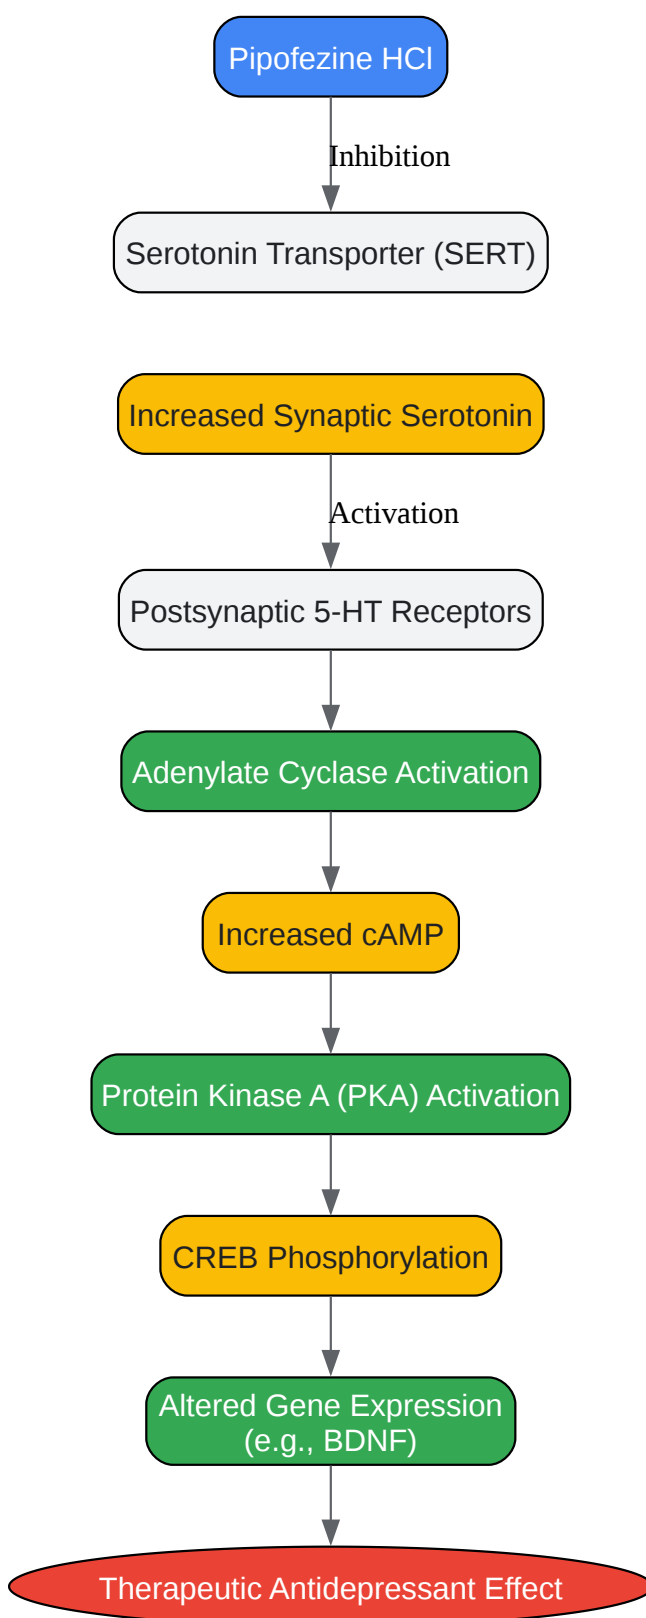 Pipofezine HCl
Inhibition
Serotonin Transporter (SERT)
Increased Synaptic Serotonin
Activation
Postsynaptic 5-HT Receptors
Adenylate Cyclase Activation
Increased cAMP
Protein Kinase A (PKA) Activation
CREB Phosphorylation
Altered Gene Expression
(e.g., BDNF)
Therapeutic Antidepressant Effect